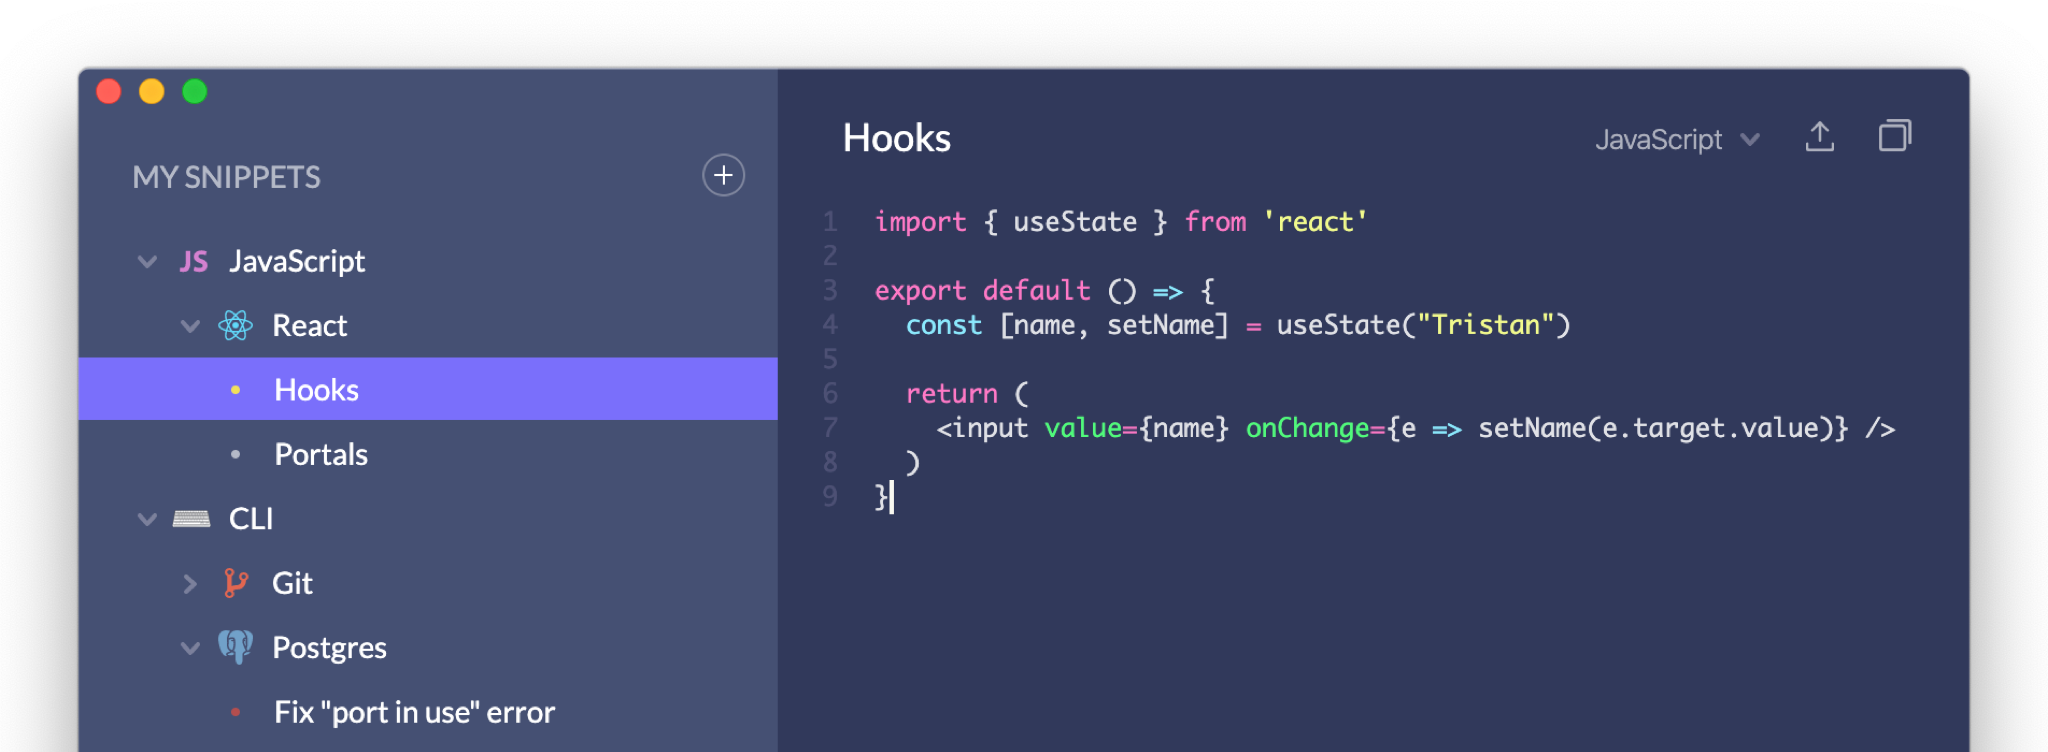 MY SNIPPETS
JS JavaScript
React
Hooks
Portals
CLI
Git
Postgres
Fix "port in use" error
Hooks
JavaScript
1 import { useState } from 'react'
2
3 export default () => {
4   const [name, setName] = useState("Tristan")
5
6   return (
7     <input value={name} onChange={e => setName(e.target.value)} />
8   )
9 }